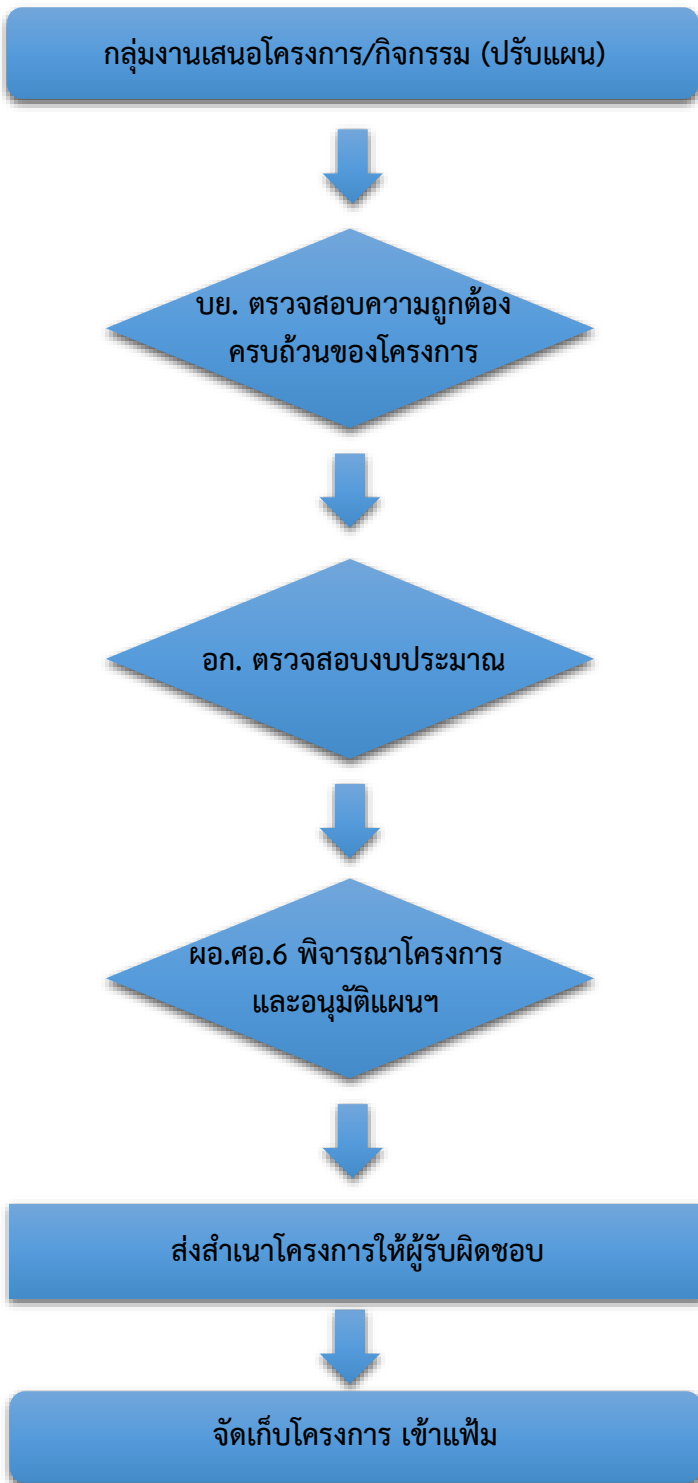 กลุ่มงานเสนอโครงการ/กิจกรรม (ปรับแผน)
บย. ตรวจสอบความถูกต้อง
ครบถ้วนของโครงการ
อก. ตรวจสอบงบประมาณ
ผอ.ศอ.6 พิจารณาโครงการ
และอนุมัติแผนฯ
ส่งสำเนาโครงการให้ผู้รับผิดชอบ
จัดเก็บโครงการ เข้าแฟ้ม